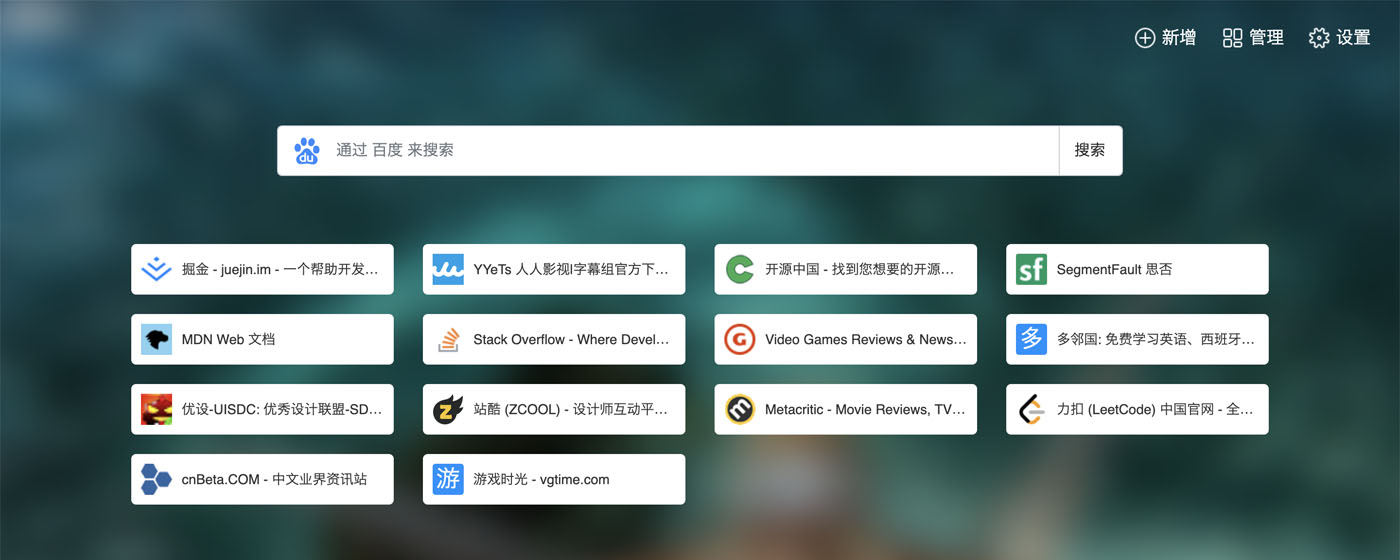 新增 管理 设置
du 通过 百度 来搜索 搜索
掘金 - juejin.im - 一个帮助开发… YYeTs 人人影视|字幕组官方下… 开源中国 - 找到您想要的开源… sf SegmentFault 思否
MDN Web 文档 Stack Overflow - Where Devel… G Video Games Reviews & News… 多 多邻国: 免费学习英语、西班牙…
优设-UISDC: 优秀设计联盟-SD… Z 站酷 (ZCOOL) - 设计师互动平… m Metacritic - Movie Reviews, TV… 力扣 (LeetCode) 中国官网 - 全…
cnBeta.COM - 中文业界资讯站 游 游戏时光 - vgtime.com